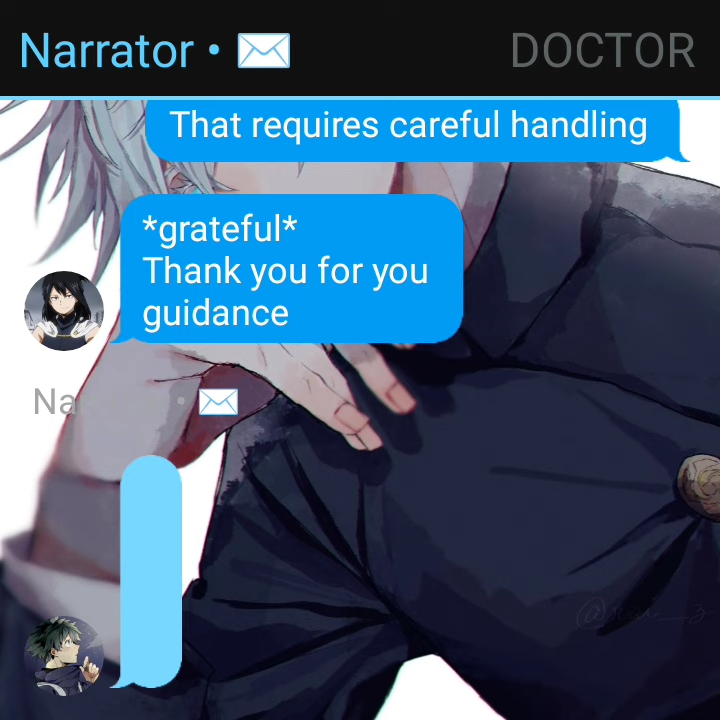 Narrator • ✉️
DOCTOR
That requires careful handling
*grateful*
Thank you for you
guidance